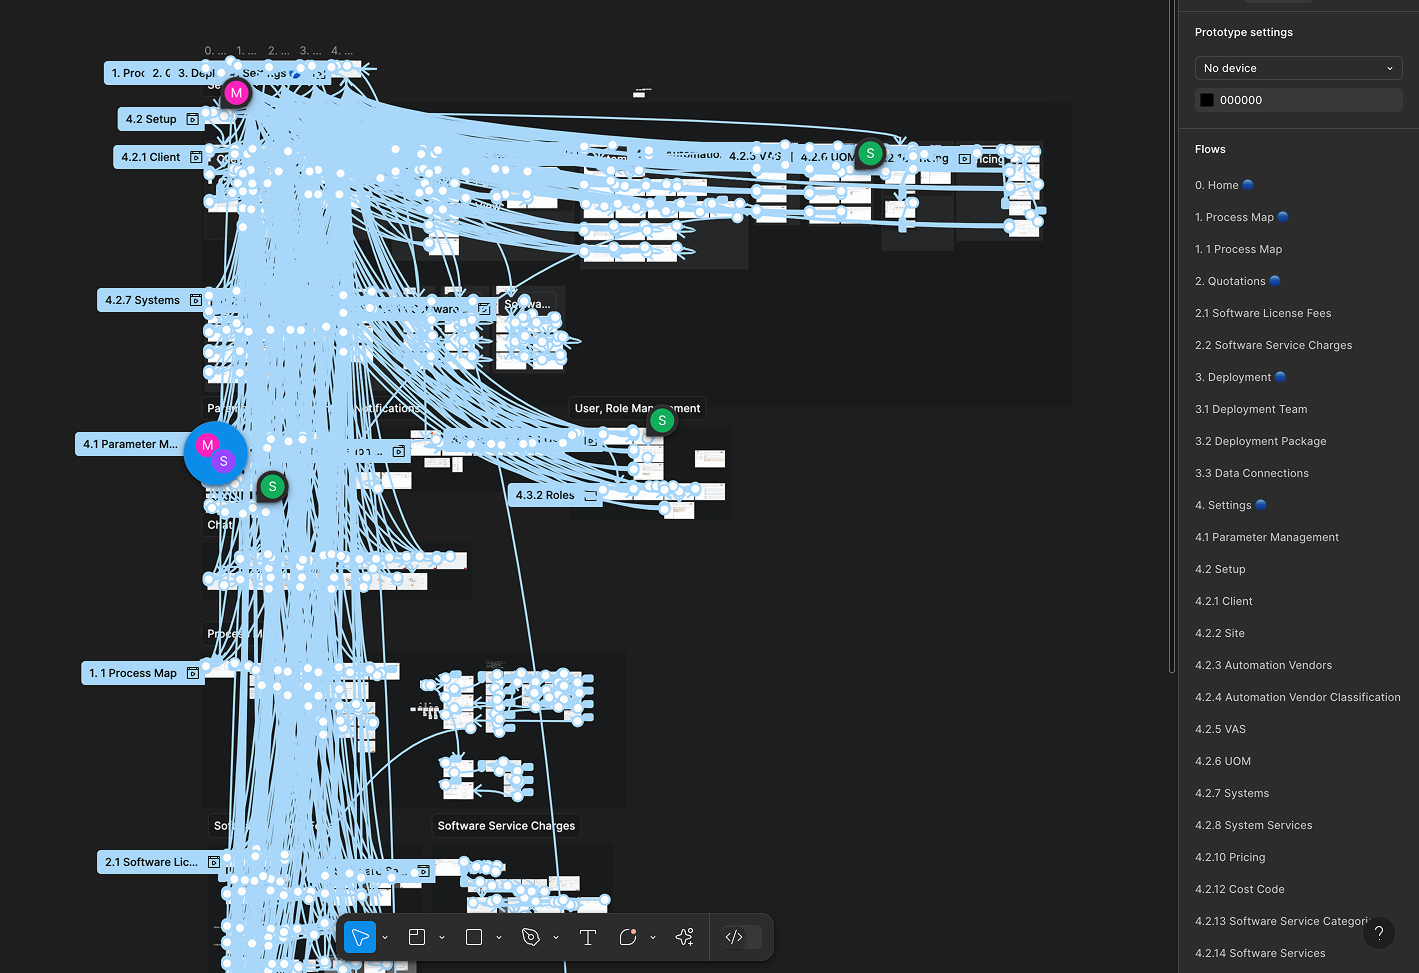 0. ... 1. ... 2. ... 3. ... 4. ...
1. Proc 2. Q 3. Depl Settings
M
4.2 Setup
4.2.1 Client
4.2.3 VAS
4.2.6 UOM
S
4.2.7 Systems
Softwa...
Notifications
User, Role Management
S
4.1 Parameter M...
M
S
S
4.3.2 Roles
Chat
Process M
1. 1 Process Map
Software Service Charges
2.1 Software Lic...
Prototype settings
No device
000000
Flows
0. Home
1. Process Map
1. 1 Process Map
2. Quotations
2.1 Software License Fees
2.2 Software Service Charges
3. Deployment
3.1 Deployment Team
3.2 Deployment Package
3.3 Data Connections
4. Settings
4.1 Parameter Management
4.2 Setup
4.2.1 Client
4.2.2 Site
4.2.3 Automation Vendors
4.2.4 Automation Vendor Classification
4.2.5 VAS
4.2.6 UOM
4.2.7 Systems
4.2.8 System Services
4.2.10 Pricing
4.2.12 Cost Code
4.2.13 Software Service Categori
4.2.14 Software Services
?